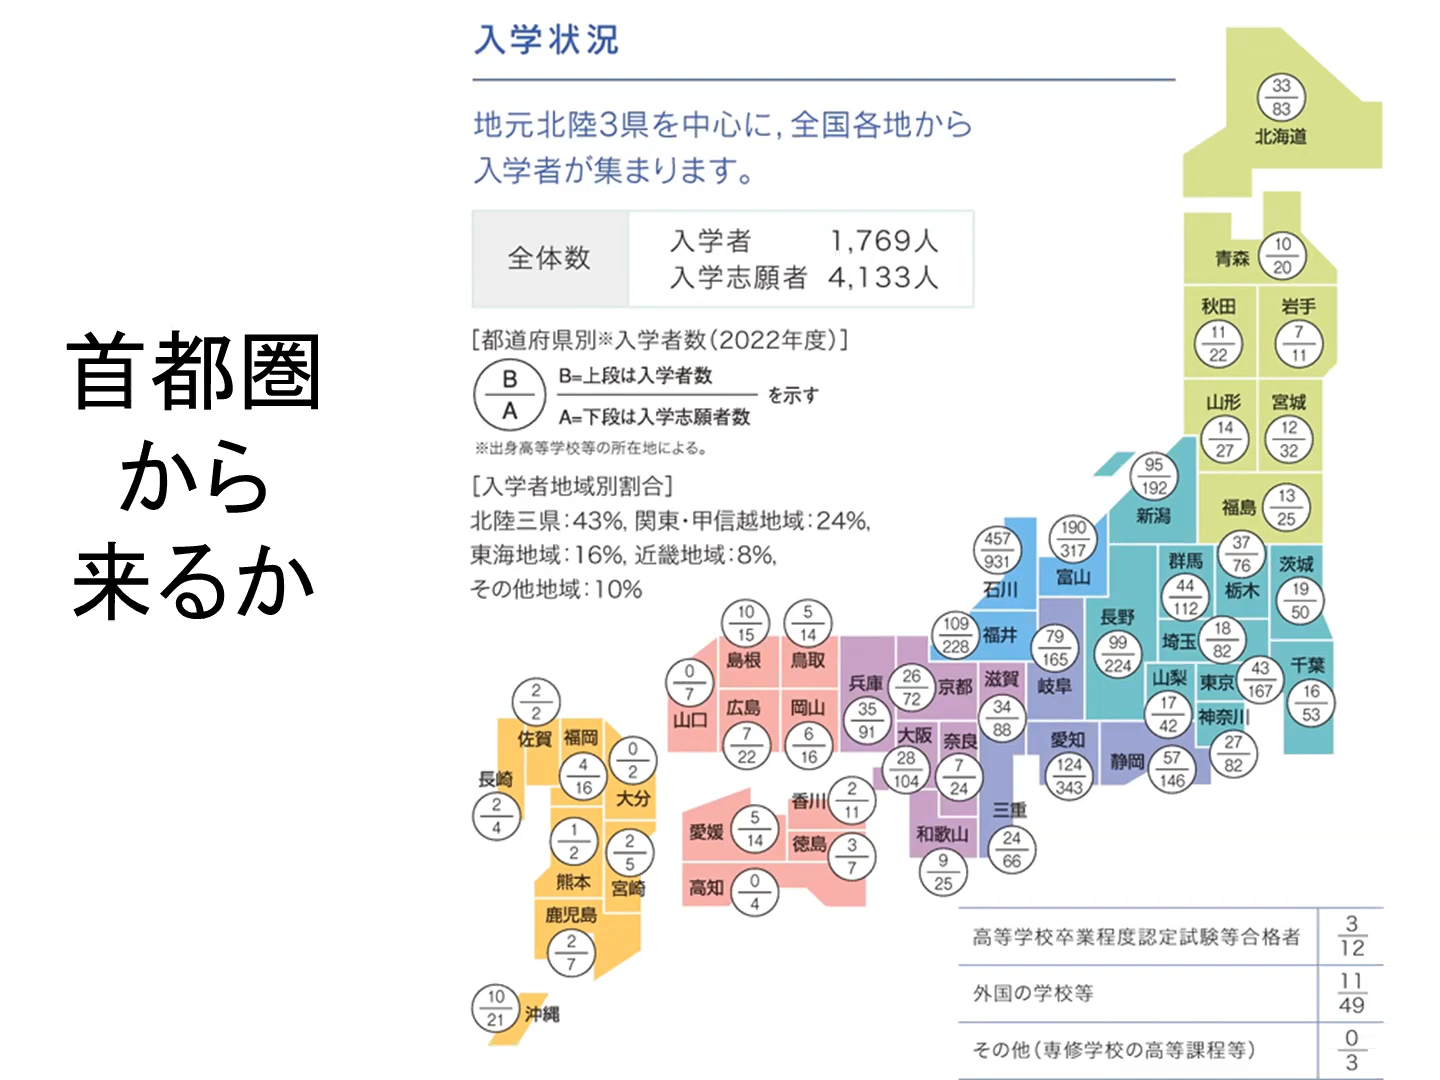 首都圏
から
来るか
入学状況
地元北陸3県を中心に，全国各地から
入学者が集まります。
全体数
入学者 1,769人
入学志願者 4,133人
［都道府県別※入学者数（2022年度）］
B
A
B=上段は入学者数
A=下段は入学志願者数
を示す
※出身高等学校等の所在地による。
［入学者地域別割合］
北陸三県：43%，関東・甲信越地域：24%，
東海地域：16%，近畿地域：8%，
その他地域：10%
33
83
北海道
青森
10
20
秋田
11
22
岩手
7
11
山形
14
27
宮城
12
32
福島
13
25
95
192
新潟
190
317
富山
457
931
石川
109
228
福井
37
76
栃木
群馬
44
112
茨城
19
50
埼玉
18
82
千葉
16
53
東京
43
167
神奈川
27
82
山梨
17
42
長野
99
224
79
165
岐阜
静岡
57
146
愛知
124
343
三重
24
66
滋賀
34
88
26
72
京都
兵庫
35
91
大阪
28
104
奈良
7
24
和歌山
9
25
10
15
島根
5
14
鳥取
0
7
山口
広島
7
22
岡山
6
16
香川
2
11
愛媛
5
14
徳島
3
7
高知
0
4
2
2
佐賀
福岡
4
16
0
2
大分
長崎
2
4
1
2
熊本
2
5
宮崎
鹿児島
2
7
10
21
沖縄
高等学校卒業程度認定試験等合格者
3
12
外国の学校等
11
49
その他（専修学校の高等課程等）
0
3